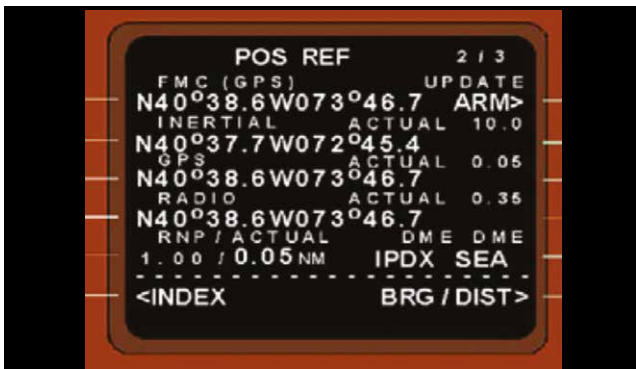 POS REF 2/3
FMC (GPS) UPDATE
N40°38.6W073°46.7 ARM>
INERTIAL ACTUAL 10.0
N40°37.7W072°45.4
GPS ACTUAL 0.05
N40°38.6W073°46.7
RADIO ACTUAL 0.35
N40°38.6W073°46.7
RNP/ACTUAL DME DME
1.00/0.05NM IPDX SEA
<INDEX BRG/DIST>